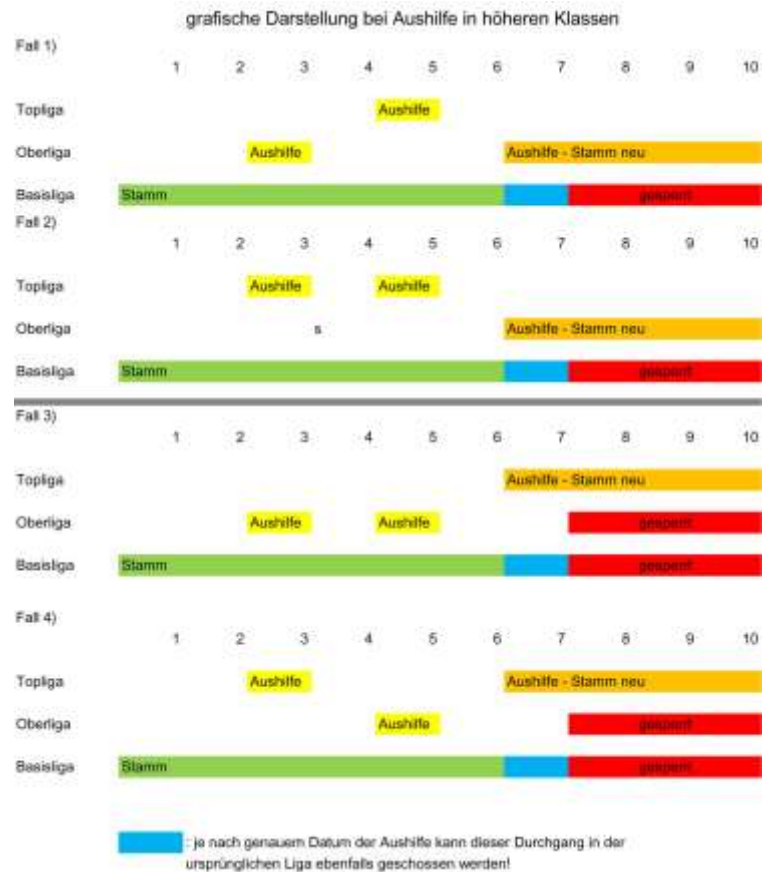 grafische Darstellung bei Aushilfe in höheren Klassen
Fall 1)
1 2 3 4 5 6 7 8 9 10
Topliga Aushilfe
Oberliga Aushilfe Aushilfe - Stamm neu
Basisliga Stamm gesperrt
Fall 2)
1 2 3 4 5 6 7 8 9 10
Topliga Aushilfe Aushilfe
Oberliga s Aushilfe - Stamm neu
Basisliga Stamm gesperrt
Fall 3)
1 2 3 4 5 6 7 8 9 10
Topliga Aushilfe - Stamm neu
Oberliga Aushilfe Aushilfe gesperrt
Basisliga Stamm gesperrt
Fall 4)
1 2 3 4 5 6 7 8 9 10
Topliga Aushilfe Aushilfe - Stamm neu
Oberliga Aushilfe gesperrt
Basisliga Stamm gesperrt
: je nach genauem Datum der Aushilfe kann dieser Durchgang in der
ursprünglichen Liga ebenfalls geschossen werden!